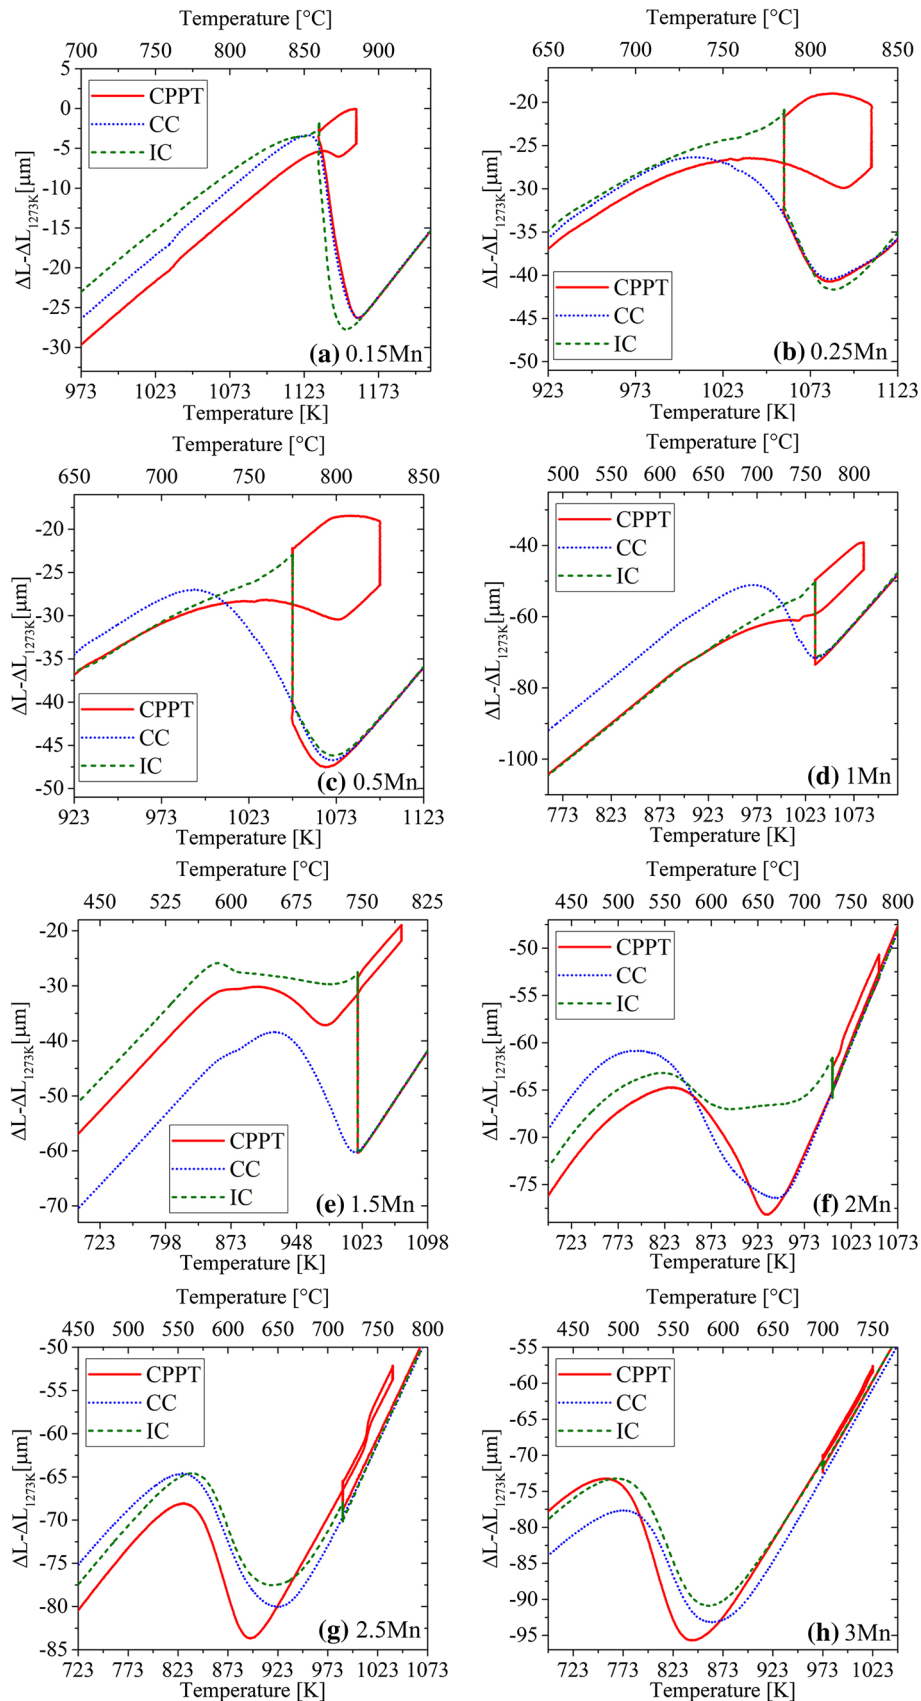 Temperature [°C]
700 750 800 850 900
5
0
-5
-10
-15
-20
-25
-30
ΔL-ΔL1273K[μm]
CPPT
CC
IC
(a) 0.15Mn
973 1023 1073 1123 1173
Temperature [K]
Temperature [°C]
650 700 750 800 850
-20
-25
-30
-35
-40
-45
-50
ΔL-ΔL1273K[μm]
CPPT
CC
IC
(b) 0.25Mn
923 973 1023 1073 1123
Temperature [K]
Temperature [°C]
650 700 750 800 850
-20
-25
-30
-35
-40
-45
-50
ΔL-ΔL1273K[μm]
CPPT
CC
IC
(c) 0.5Mn
923 973 1023 1073 1123
Temperature [K]
Temperature [°C]
500 550 600 650 700 750 800
-40
-60
-80
-100
ΔL-ΔL1273K[μm]
CPPT
CC
IC
(d) 1Mn
773 823 873 923 973 1023 1073
Temperature [K]
Temperature [°C]
450 525 600 675 750 825
-20
-30
-40
-50
-60
-70
ΔL-ΔL1273K[μm]
CPPT
CC
IC
(e) 1.5Mn
723 798 873 948 1023 1098
Temperature [K]
Temperature [°C]
450 500 550 600 650 700 750 800
-50
-55
-60
-65
-70
-75
ΔL-ΔL1273K[μm]
CPPT
CC
IC
(f) 2Mn
723 773 823 873 923 973 1023 1073
Temperature [K]
Temperature [°C]
450 500 550 600 650 700 750 800
-50
-55
-60
-65
-70
-75
-80
-85
ΔL-ΔL1273K[μm]
CPPT
CC
IC
(g) 2.5Mn
723 773 823 873 923 973 1023 1073
Temperature [K]
Temperature [°C]
450 500 550 600 650 700 750
-55
-60
-65
-70
-75
-80
-85
-90
-95
ΔL-ΔL1273K[μm]
CPPT
CC
IC
(h) 3Mn
723 773 823 873 923 973 1023
Temperature [K]